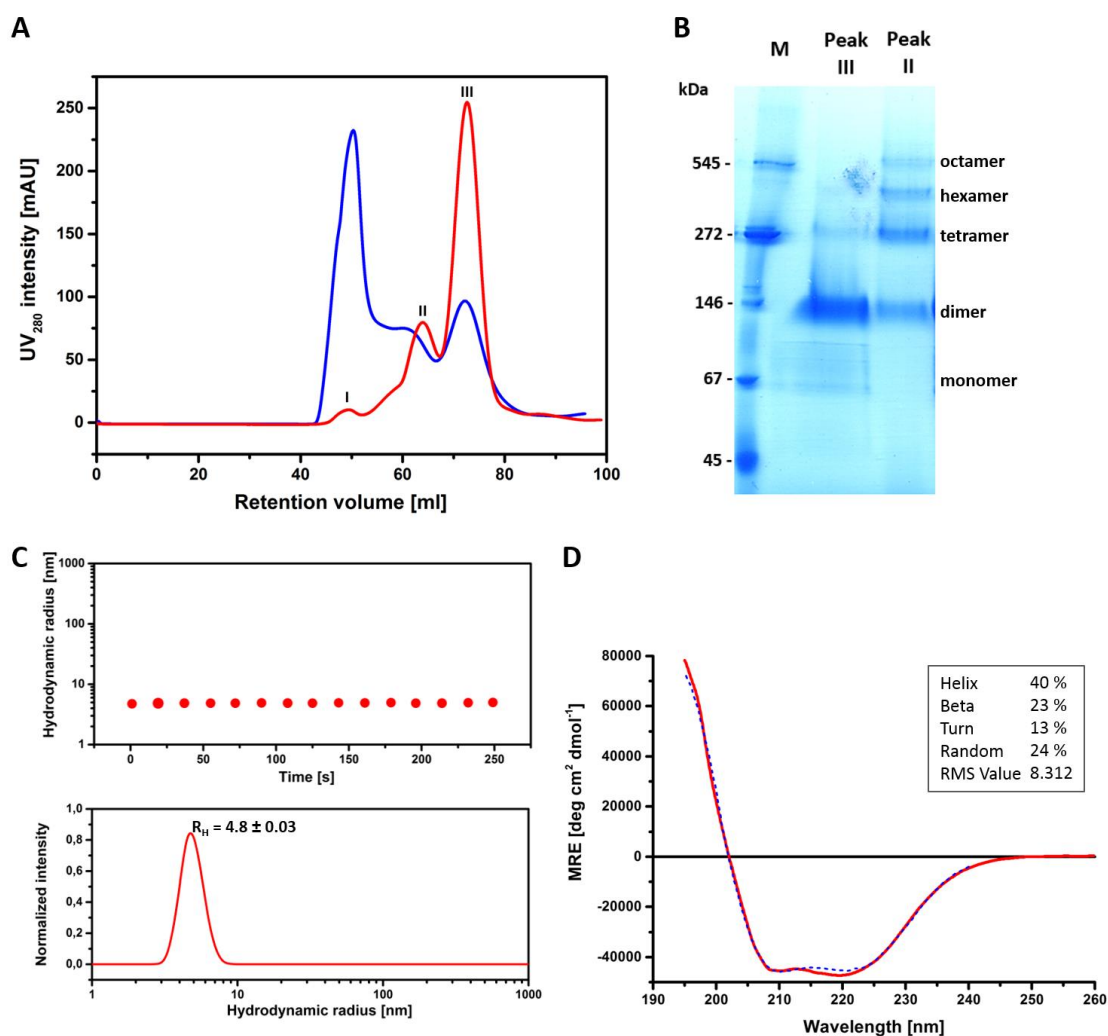 A
UV280 intensity [mAU]
250
200
150
100
50
0
I
II
III
0 20 40 60 80 100
Retention volume [ml]
B
M Peak III Peak II
kDa
545 - octamer
hexamer
272 - tetramer
146 - dimer
67 - monomer
45 -
C
Hydrodynamic radius [nm]
1000
100
10
1
0 50 100 150 200 250
Time [s]
Normalized intensity
1,0
0,8
0,6
0,4
0,2
0,0
RH = 4.8 ± 0.03
1 10 100 1000
Hydrodynamic radius [nm]
D
MRE [deg cm2 dmol-1]
80000
60000
40000
20000
0
-20000
-40000
Helix 40 %
Beta 23 %
Turn 13 %
Random 24 %
RMS Value 8.312
190 200 210 220 230 240 250 260
Wavelength [nm]